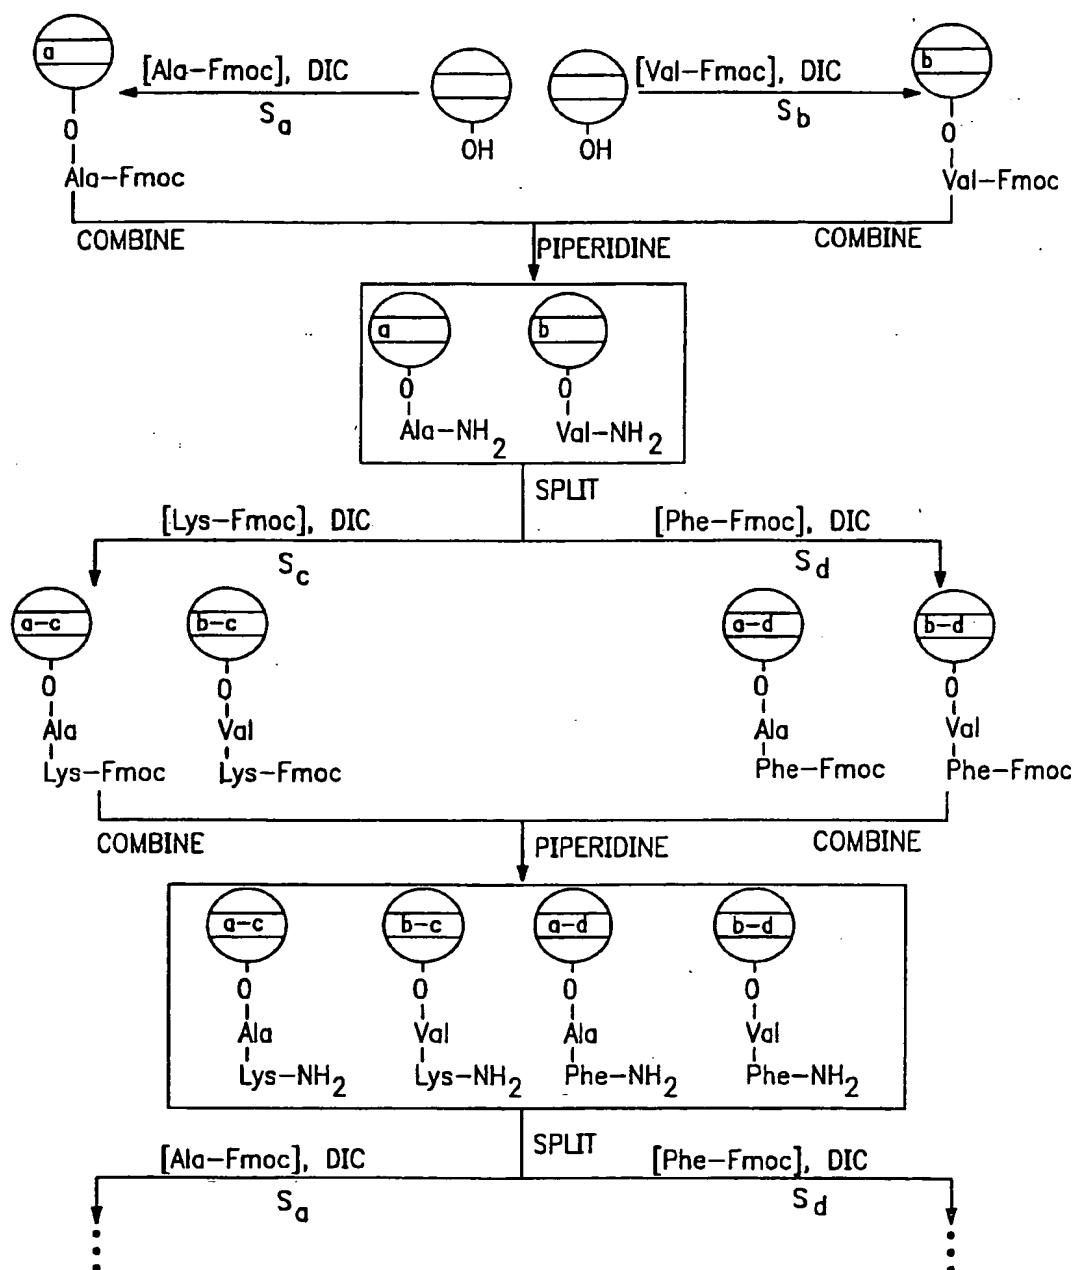 a [Ala-Fmoc], DIC [Val-Fmoc], DIC b
S_a S_b
O OH OH O
Ala-Fmoc Val-Fmoc
COMBINE PIPERIDINE COMBINE
a b
O O
Ala-NH2 Val-NH2
SPLIT
[Lys-Fmoc], DIC [Phe-Fmoc], DIC
S_c S_d
a-c b-c a-d b-d
O O O O
Ala Val Ala Val
Lys-Fmoc Lys-Fmoc Phe-Fmoc Phe-Fmoc
COMBINE PIPERIDINE COMBINE
a-c b-c a-d b-d
O O O O
Ala Val Ala Val
Lys-NH2 Lys-NH2 Phe-NH2 Phe-NH2
SPLIT
[Ala-Fmoc], DIC [Phe-Fmoc], DIC
S_a S_d